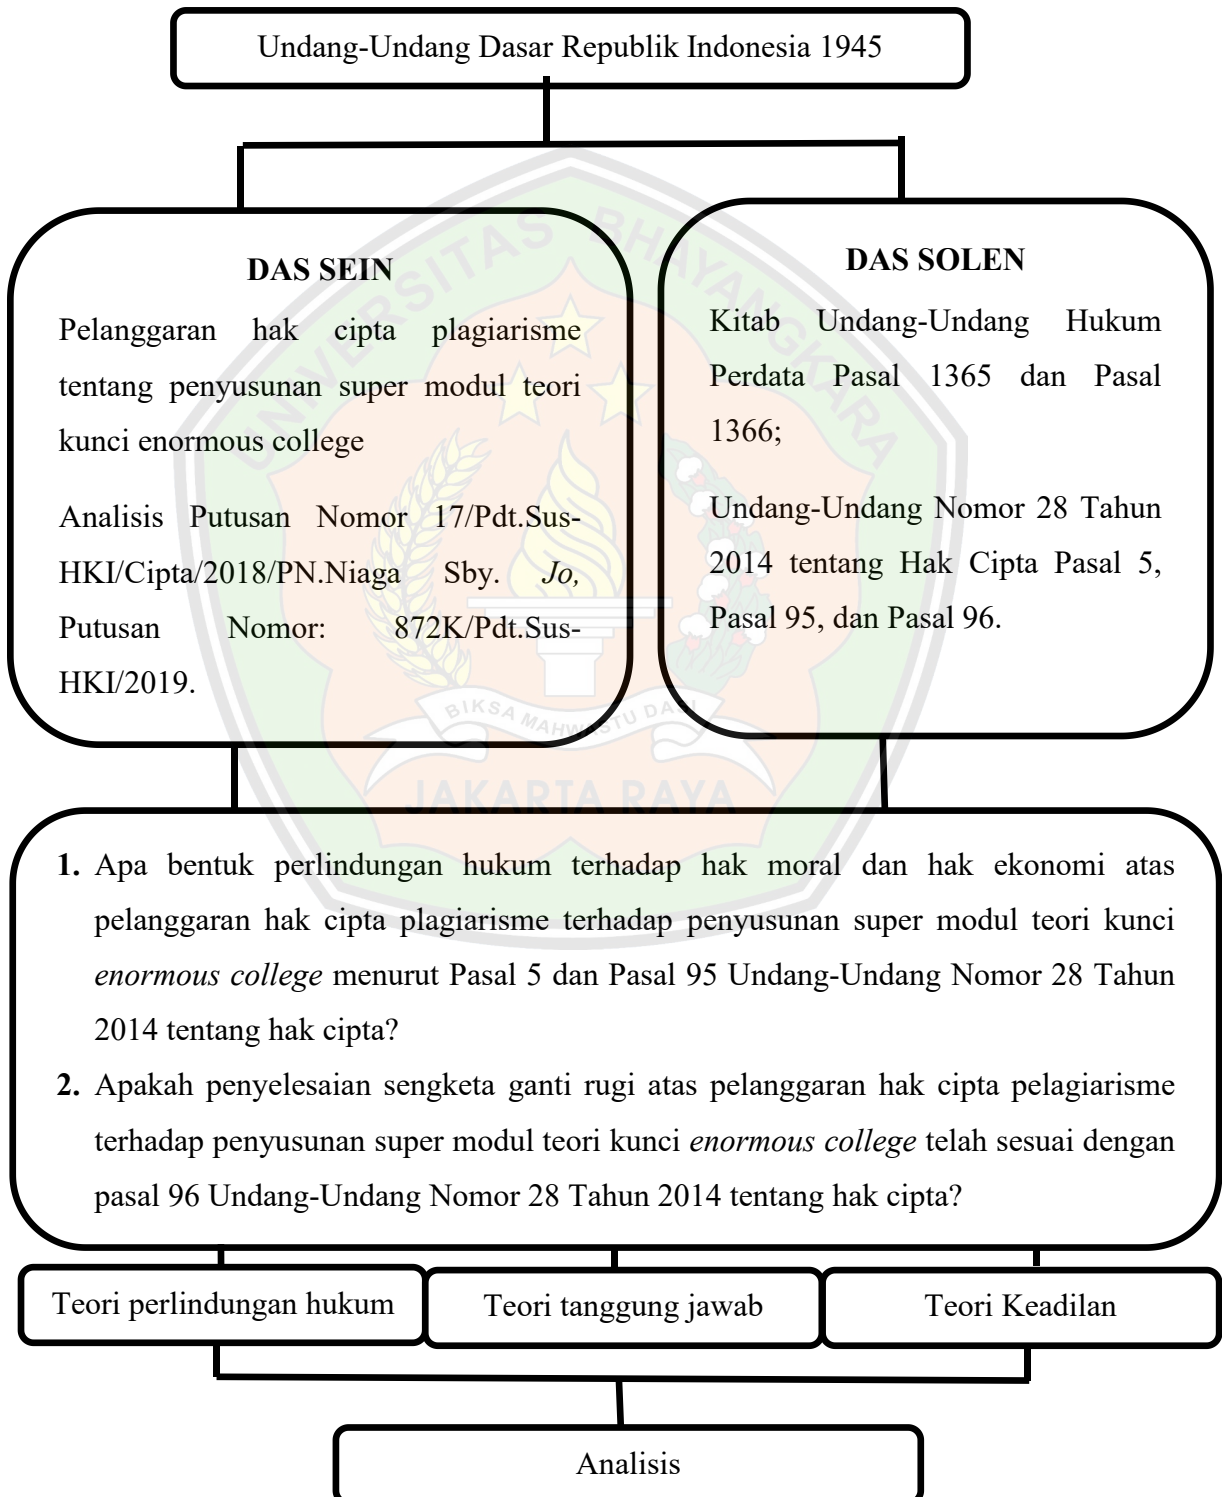 Undang-Undang Dasar Republik Indonesia 1945
DAS SEIN
Pelanggaran hak cipta plagiarisme
tentang penyusunan super modul teori
kunci enormous college
Analisis Putusan Nomor 17/Pdt.Sus-
HKI/Cipta/2018/PN.Niaga Sby. Jo,
Putusan Nomor: 872K/Pdt.Sus-
HKI/2019.
DAS SOLEN
Kitab Undang-Undang Hukum
Perdata Pasal 1365 dan Pasal
1366;
Undang-Undang Nomor 28 Tahun
2014 tentang Hak Cipta Pasal 5,
Pasal 95, dan Pasal 96.
UNIVERSITAS BHAYANGKARA
BIKSA MAHWASTU DASI
JAKARTA RAYA
1. Apa bentuk perlindungan hukum terhadap hak moral dan hak ekonomi atas
pelanggaran hak cipta plagiarisme terhadap penyusunan super modul teori kunci
enormous college menurut Pasal 5 dan Pasal 95 Undang-Undang Nomor 28 Tahun
2014 tentang hak cipta?
2. Apakah penyelesaian sengketa ganti rugi atas pelanggaran hak cipta pelagiarisme
terhadap penyusunan super modul teori kunci enormous college telah sesuai dengan
pasal 96 Undang-Undang Nomor 28 Tahun 2014 tentang hak cipta?
Teori perlindungan hukum
Teori tanggung jawab
Teori Keadilan
Analisis